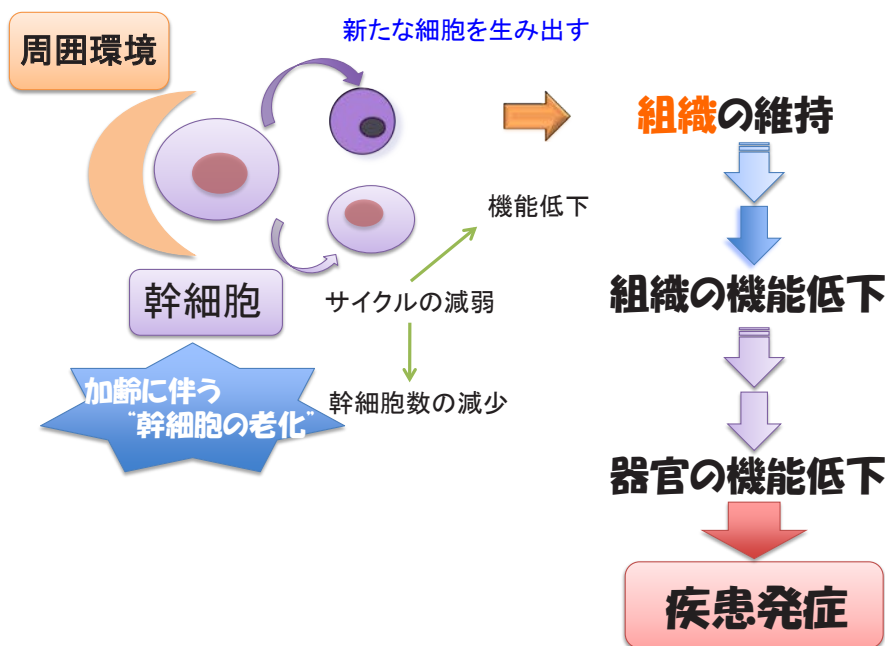 周囲環境
新たな細胞を生み出す
組織の維持
機能低下
幹細胞
サイクルの減弱
組織の機能低下
加齢に伴う
“幹細胞の老化”
幹細胞数の減少
器官の機能低下
疾患発症